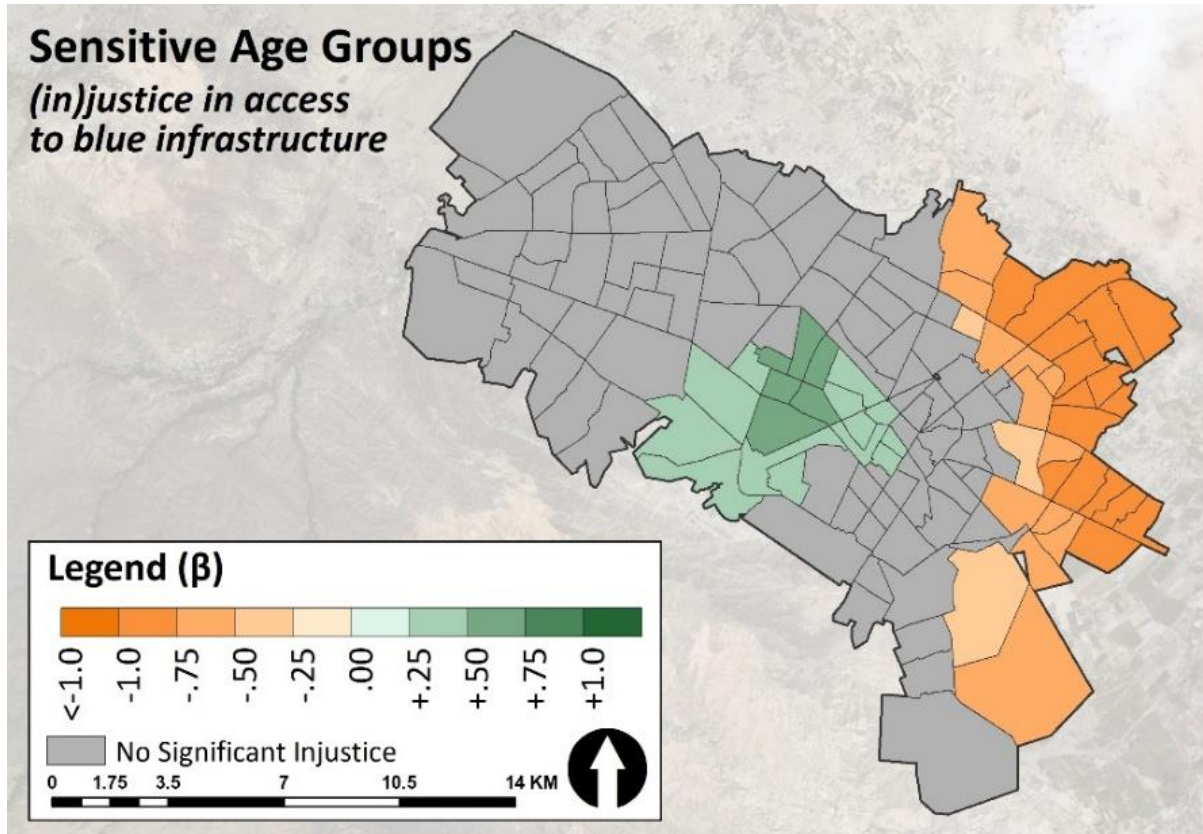 Sensitive Age Groups
(in)justice in access
to blue infrastructure
Legend (β)
<-1.0
-1.0
-.75
-.50
-.25
.00
+.25
+.50
+.75
+1.0
No Significant Injustice
0 1.75 3.5 7 10.5 14 KM